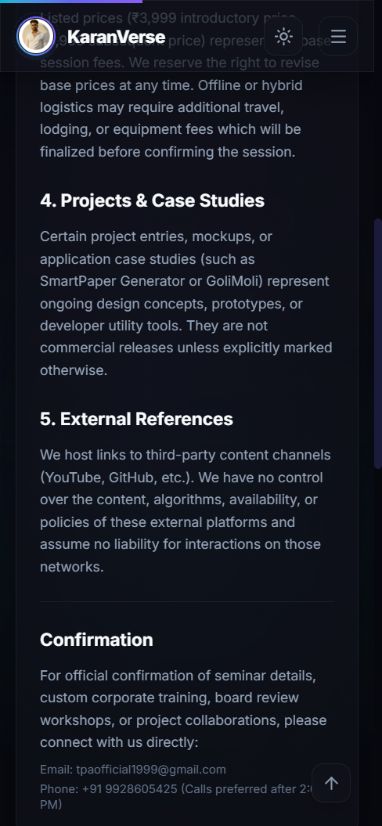 Listed prices (₹3,999 introductory price
KaranVerse
price) represent base
session fees. We reserve the right to revise
base prices at any time. Offline or hybrid
logistics may require additional travel,
lodging, or equipment fees which will be
finalized before confirming the session.
4. Projects & Case Studies
Certain project entries, mockups, or
application case studies (such as
SmartPaper Generator or GoliMoli) represent
ongoing design concepts, prototypes, or
developer utility tools. They are not
commercial releases unless explicitly marked
otherwise.
5. External References
We host links to third-party content channels
(YouTube, GitHub, etc.). We have no control
over the content, algorithms, availability, or
policies of these external platforms and
assume no liability for interactions on those
networks.
Confirmation
For official confirmation of seminar details,
custom corporate training, board review
workshops, or project collaborations, please
connect with us directly:
Email: tpaofficial1999@gmail.com
Phone: +91 9928605425 (Calls preferred after 2:
PM)